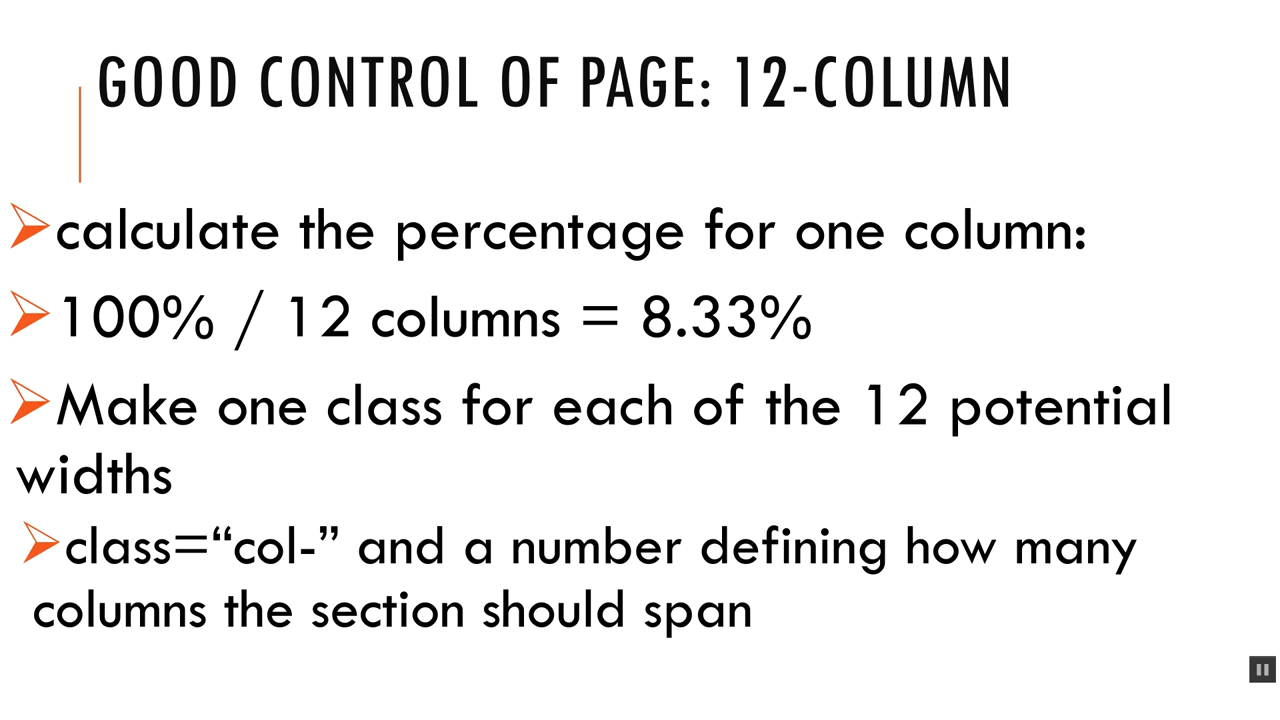 GOOD CONTROL OF PAGE: 12-COLUMN
calculate the percentage for one column:
100% / 12 columns = 8.33%
Make one class for each of the 12 potential
widths
class=“col-” and a number defining how many
columns the section should span